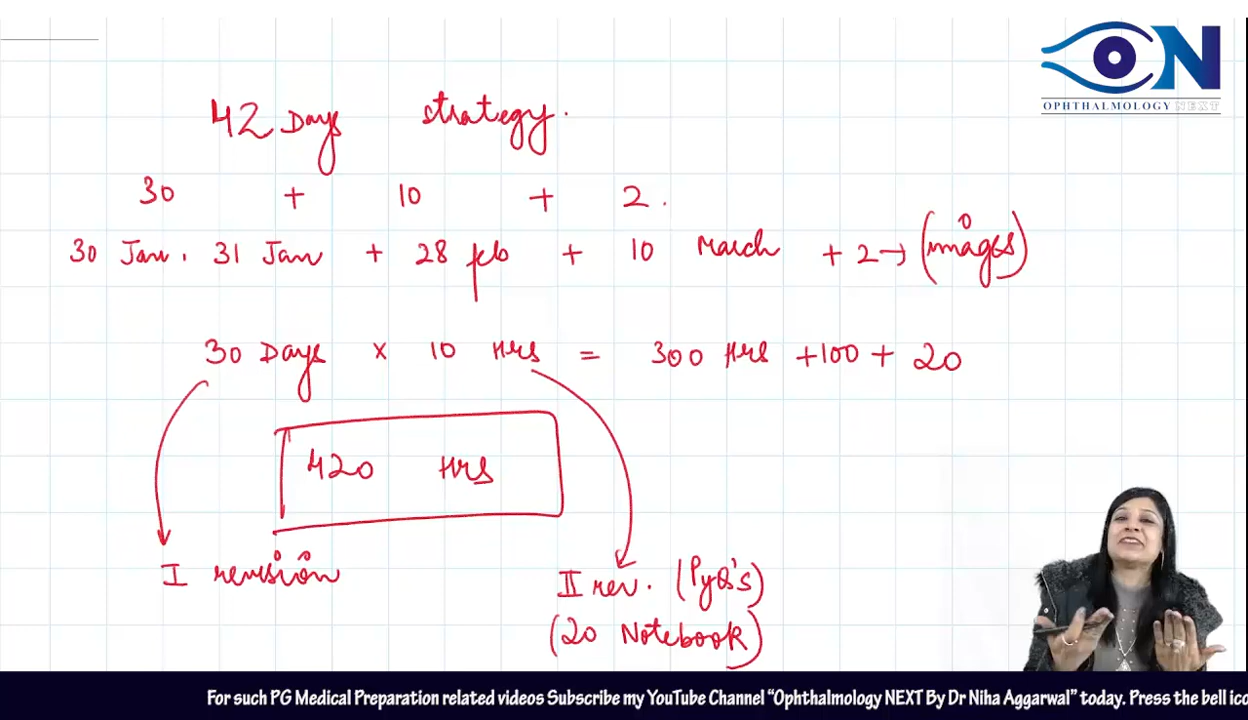 ON
OPHTHALMOLOGY NEXT
42 Days strategy.
30 + 10 + 2.
30 Jan, 31 Jan + 28 feb + 10 March + 2 → (images)
30 Days x 10 Hrs = 300 Hrs +100 + 20
420 Hrs
I revision
II rev. (PyQ's)
(20 Notebook)
For such PG Medical Preparation related videos Subscribe my YouTube Channel "Ophthalmology NEXT By Dr Niha Aggarwal" today. Press the bell ico